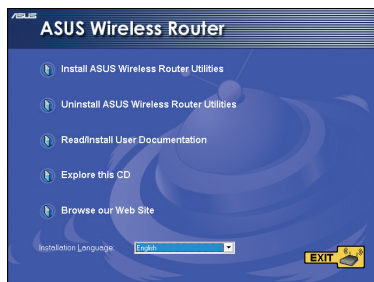 ASUS
ASUS Wireless Router
Install ASUS Wireless Router Utilities
Uninstall ASUS Wireless Router Utilities
Read/Install User Documentation
Explore this CD
Browse our Web Site
Installation Language:
English
EXIT